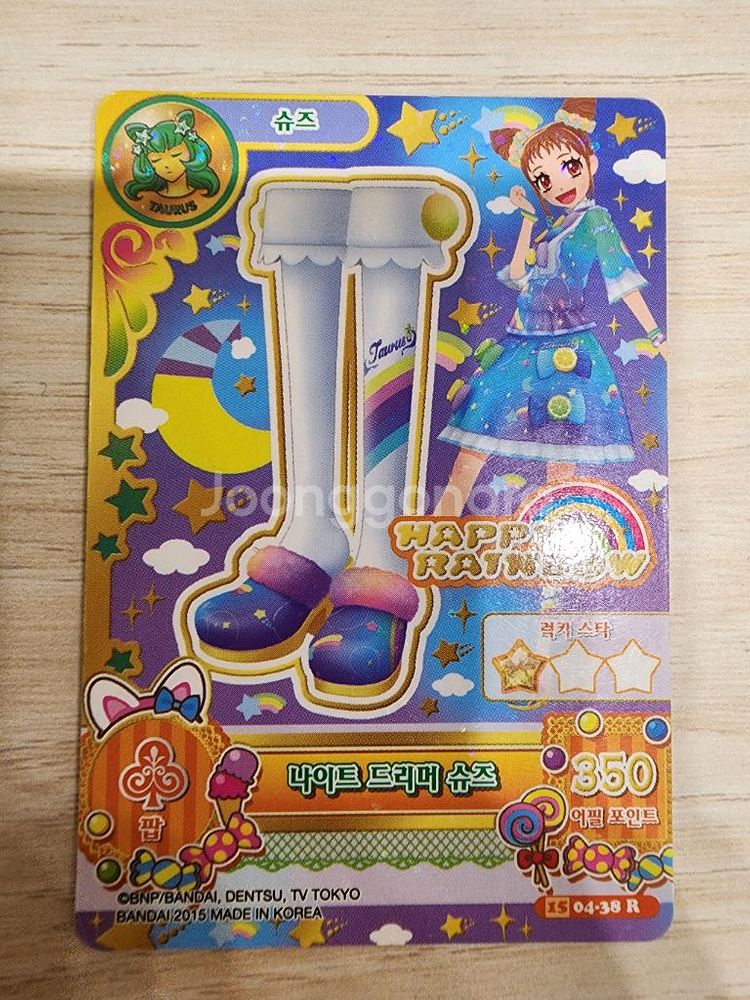 슈즈
TAURUS
Taurus
Joonggonara
HAPPY
RAINBOW
럭키 스타
나이트 드리머 슈즈
350
어필 포인트
팝
©BNP/BANDAI, DENTSU, TV TOKYO
BANDAI 2015 MADE IN KOREA
15 04-38 R